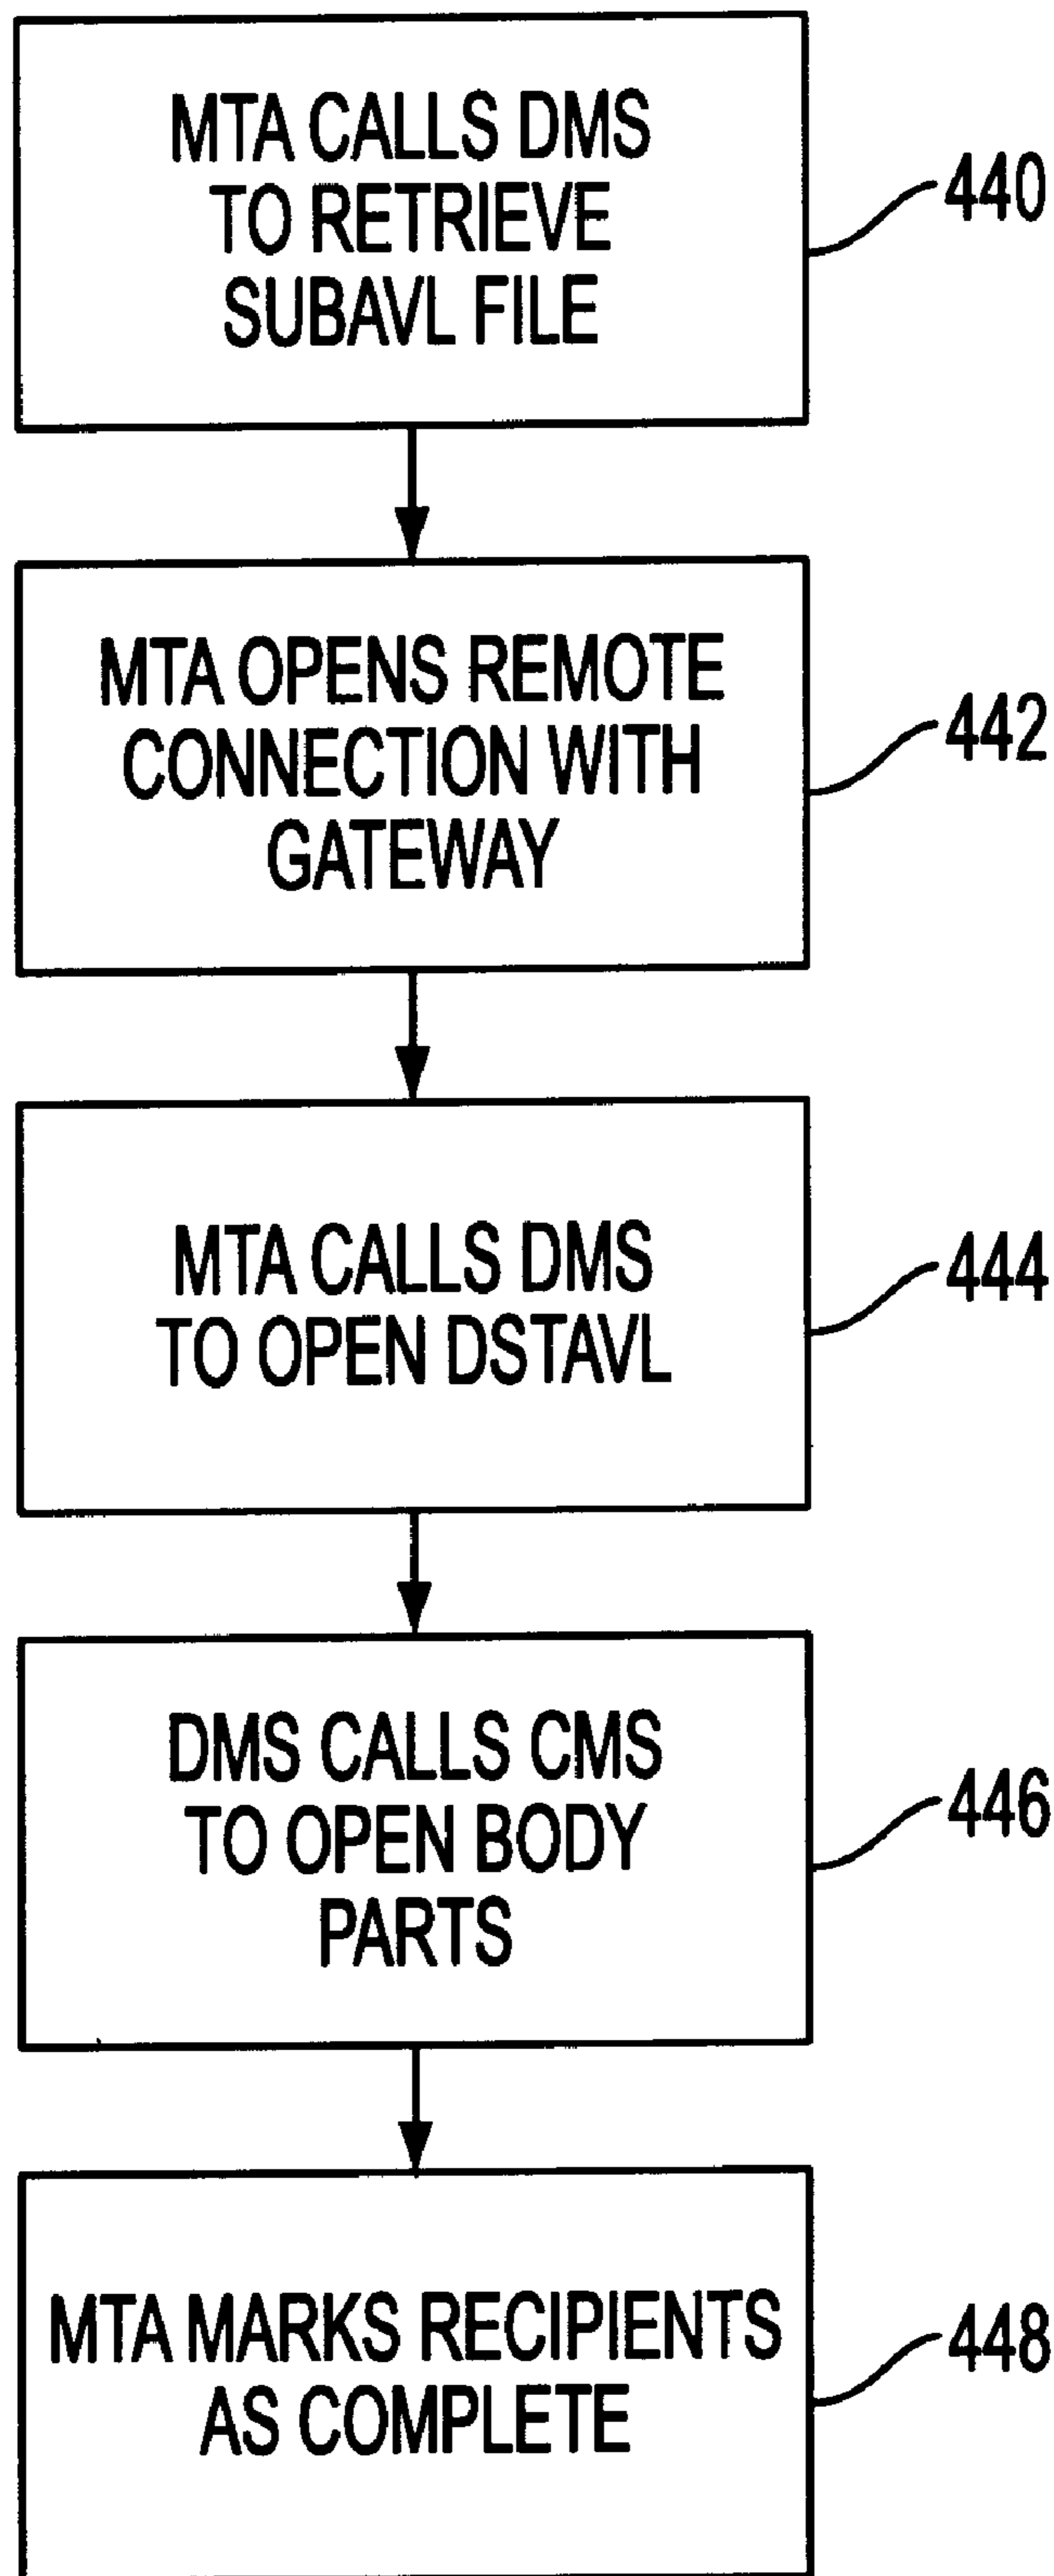 MTA CALLS DMS
TO RETRIEVE
SUBAVL FILE
440
MTA OPENS REMOTE
CONNECTION WITH
GATEWAY
442
MTA CALLS DMS
TO OPEN DSTAVL
444
DMS CALLS CMS
TO OPEN BODY
PARTS
446
MTA MARKS RECIPIENTS
AS COMPLETE
448